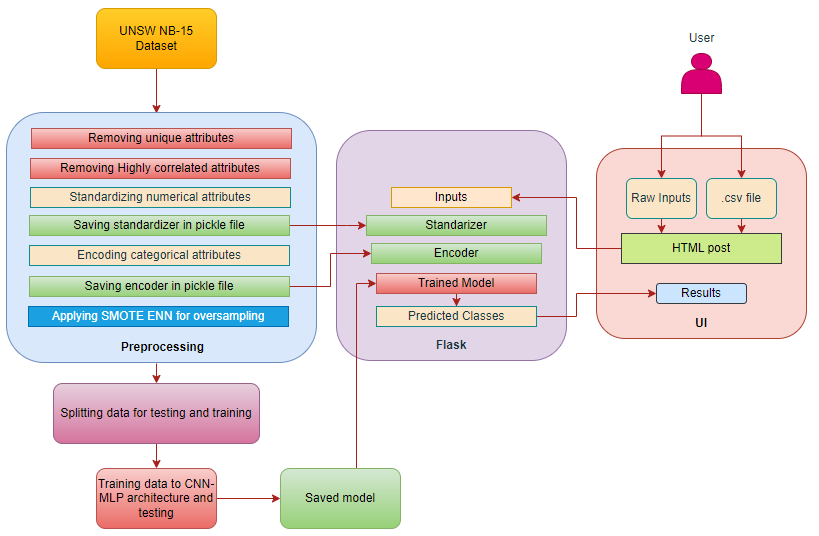 UNSW NB-15
Dataset
User
Removing unique attributes
Removing Highly correlated attributes
Standardizing numerical attributes
Saving standardizer in pickle file
Encoding categorical attributes
Saving encoder in pickle file
Applying SMOTE ENN for oversampling
Preprocessing
Inputs
Standarizer
Encoder
Trained Model
Predicted Classes
Flask
Raw Inputs
.csv file
HTML post
Results
UI
Splitting data for testing and training
Training data to CNN-
MLP architecture and
testing
Saved model